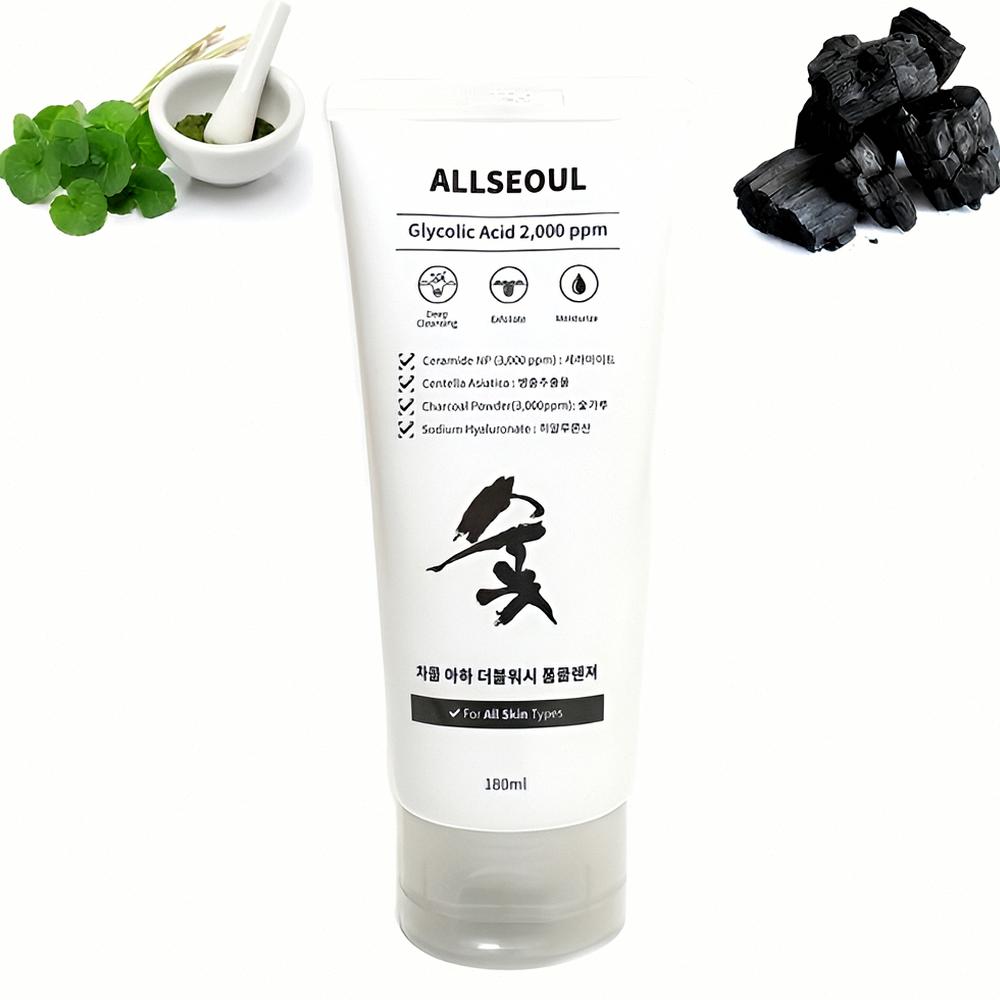 ALLSEOUL
Glycolic Acid 2,000 ppm
Deep
Cleansing
Exfoliate
Moisturize
Ceramide NP (3,000 ppm) : 세라마이드
Centella Asiatica : 병풀추출물
Charcoal Powder(3,000ppm): 숯가루
Sodium Hyaluronate : 히알루론산
숯
차콜 아하 더블워시 폼클렌저
For All Skin Types
180ml